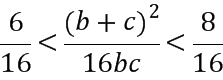 6/16 < (b + c)²/16bc < 8/16